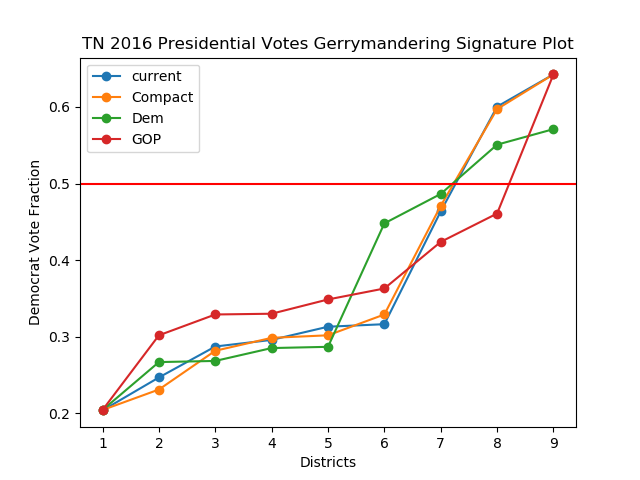 TN 2016 Presidential Votes Gerrymandering Signature Plot
current
Compact
Dem
GOP
0.6
0.5
0.4
0.3
0.2
Democrat Vote Fraction
1 2 3 4 5 6 7 8 9
Districts